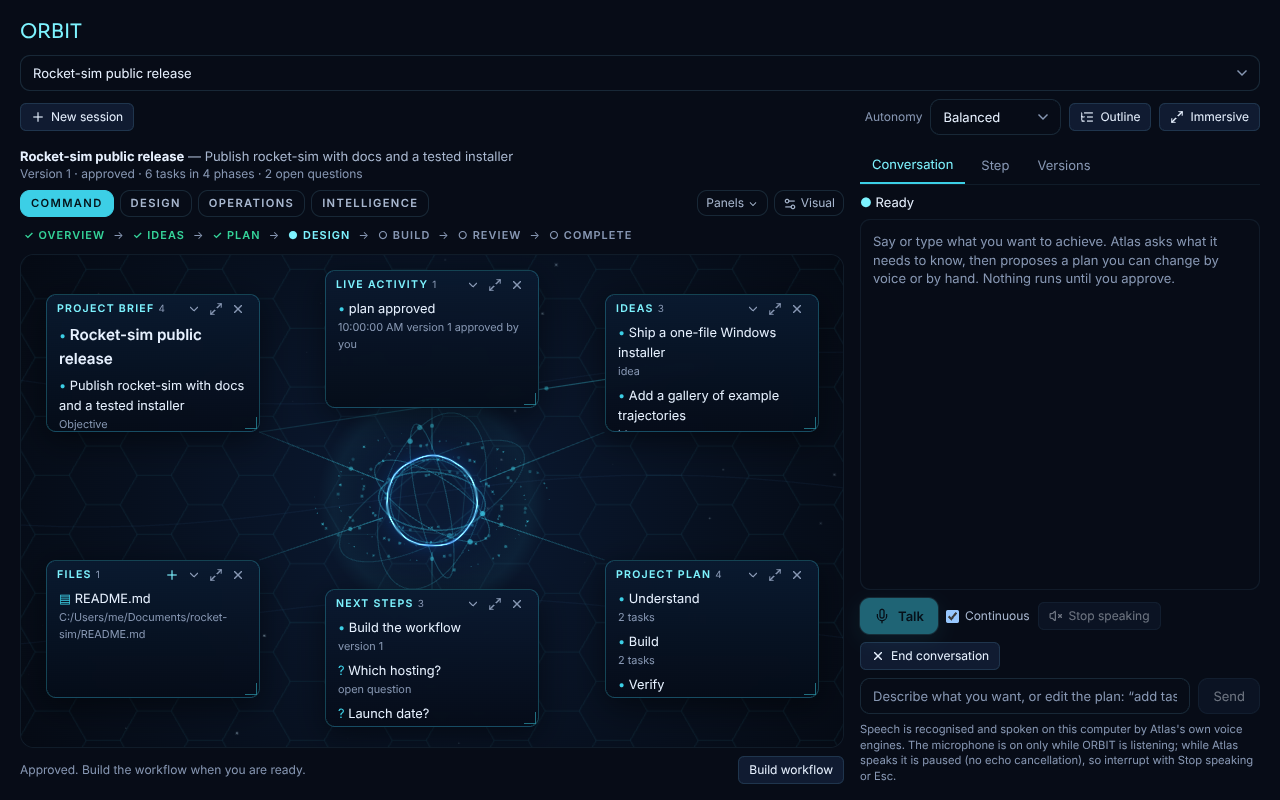 ORBIT
Rocket-sim public release
New session
Autonomy
Balanced
Outline
Immersive
Rocket-sim public release — Publish rocket-sim with docs and a tested installer
Version 1 · approved · 6 tasks in 4 phases · 2 open questions
COMMAND
DESIGN
OPERATIONS
INTELLIGENCE
Panels
Visual
✓ OVERVIEW → ✓ IDEAS → ✓ PLAN → DESIGN → BUILD → REVIEW → COMPLETE
PROJECT BRIEF 4
• Rocket-sim public
release
• Publish rocket-sim with docs
and a tested installer
Objective
LIVE ACTIVITY 1
• plan approved
10:00:00 AM version 1 approved by
you
IDEAS 3
• Ship a one-file Windows
installer
idea
• Add a gallery of example
trajectories
FILES 1
README.md
C:/Users/me/Documents/rocket-
sim/README.md
NEXT STEPS 3
• Build the workflow
version 1
? Which hosting?
open question
? Launch date?
PROJECT PLAN 4
• Understand
2 tasks
• Build
2 tasks
• Verify
Approved. Build the workflow when you are ready.
Build workflow
Conversation
Step
Versions
Ready
Say or type what you want to achieve. Atlas asks what it
needs to know, then proposes a plan you can change by
voice or by hand. Nothing runs until you approve.
Talk
Continuous
Stop speaking
End conversation
Describe what you want, or edit the plan: “add tas
Send
Speech is recognised and spoken on this computer by Atlas's own voice
engines. The microphone is on only while ORBIT is listening; while Atlas
speaks it is paused (no echo cancellation), so interrupt with Stop speaking
or Esc.